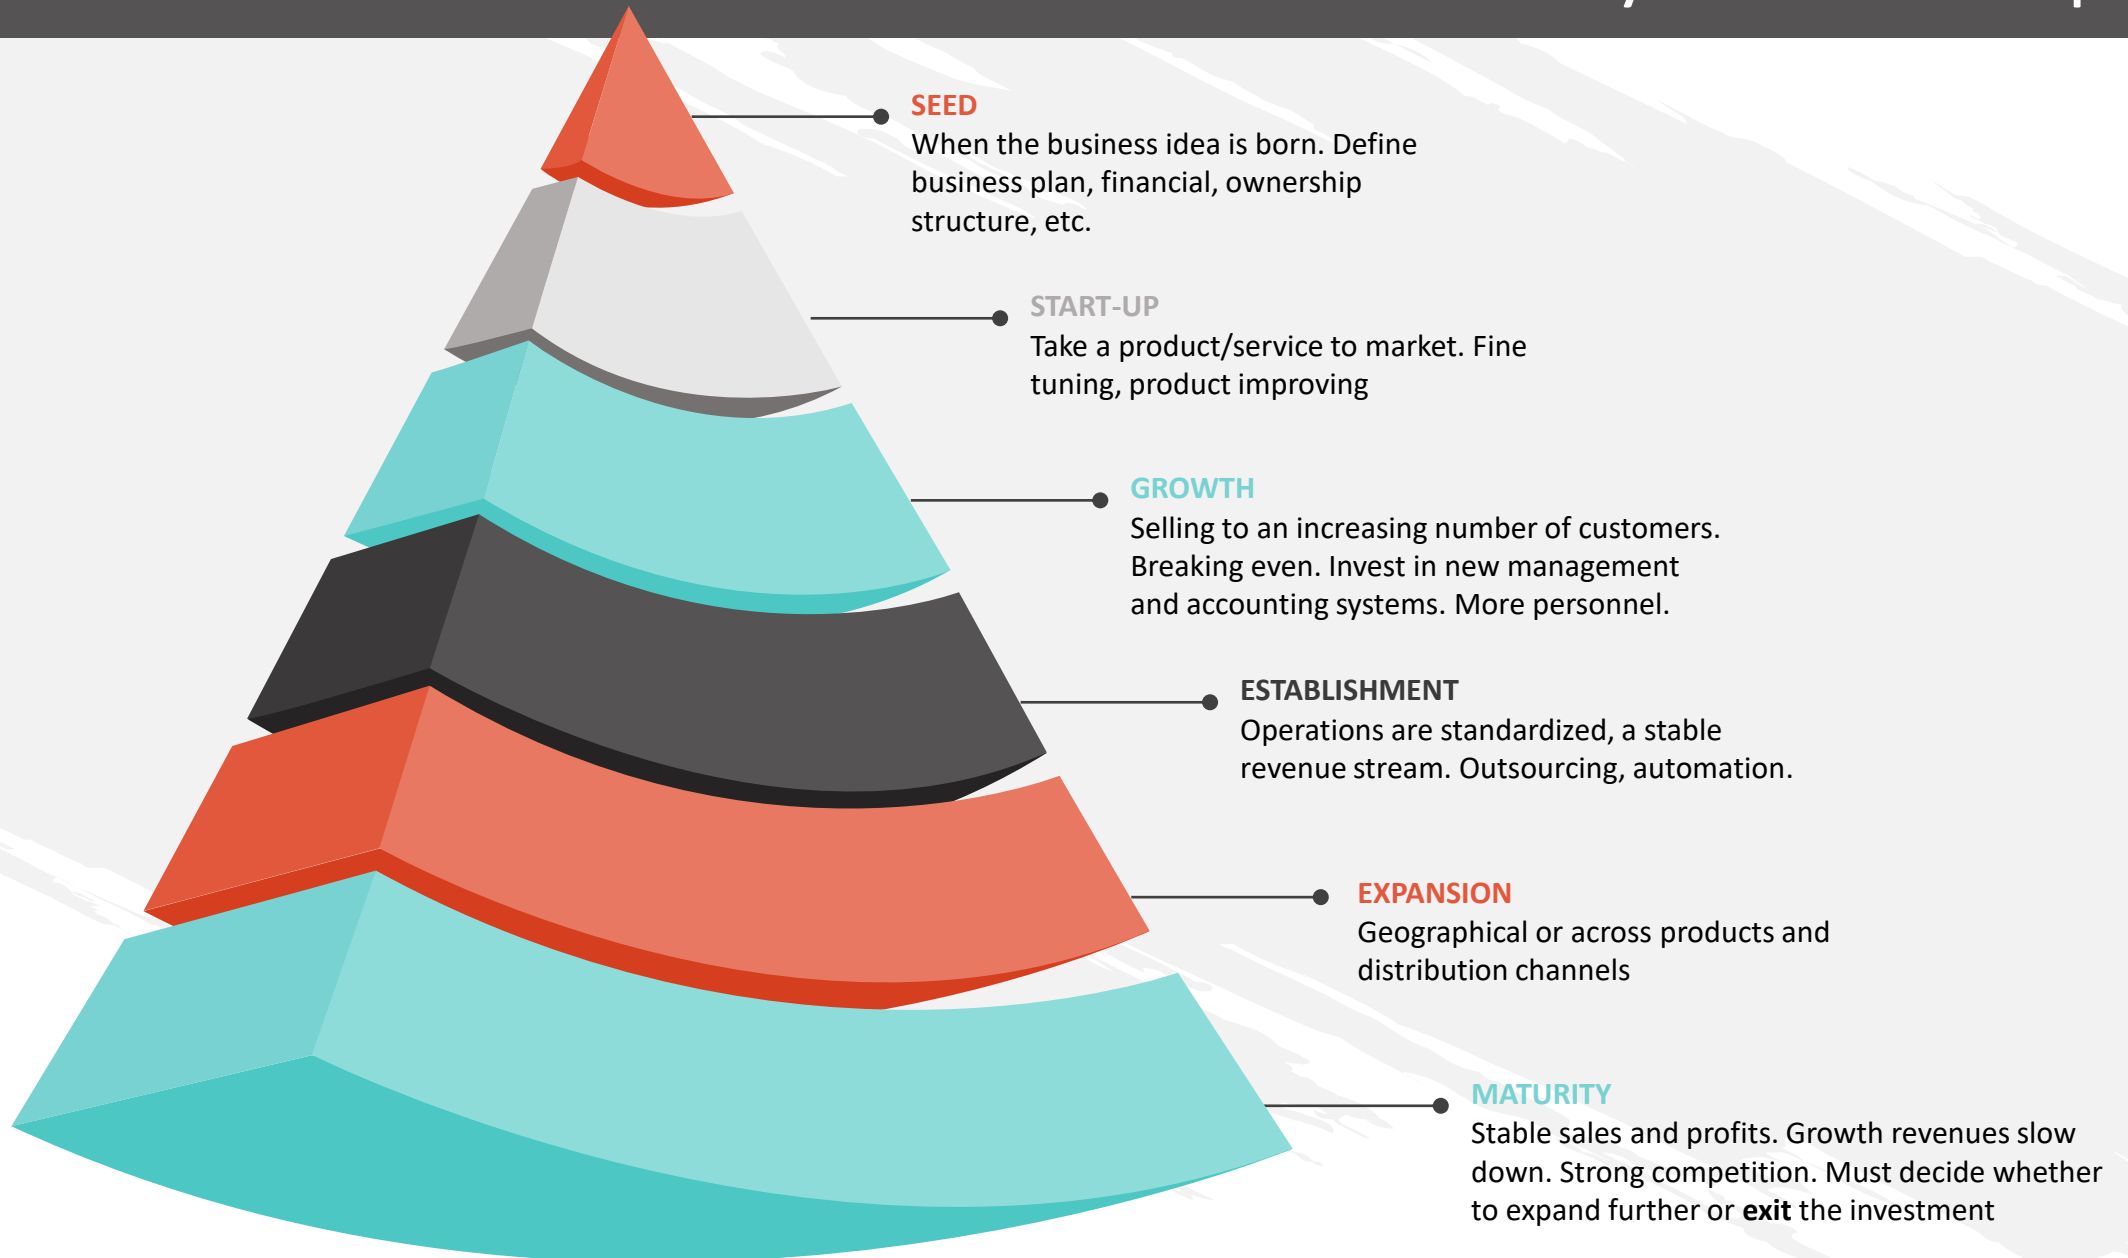 SEED
When the business idea is born. Define
business plan, financial, ownership
structure, etc.
START-UP
Take a product/service to market. Fine
tuning, product improving
GROWTH
Selling to an increasing number of customers.
Breaking even. Invest in new management
and accounting systems. More personnel.
ESTABLISHMENT
Operations are standardized, a stable
revenue stream. Outsourcing, automation.
EXPANSION
Geographical or across products and
distribution channels
MATURITY
Stable sales and profits. Growth revenues slow
down. Strong competition. Must decide whether
to expand further or exit the investment